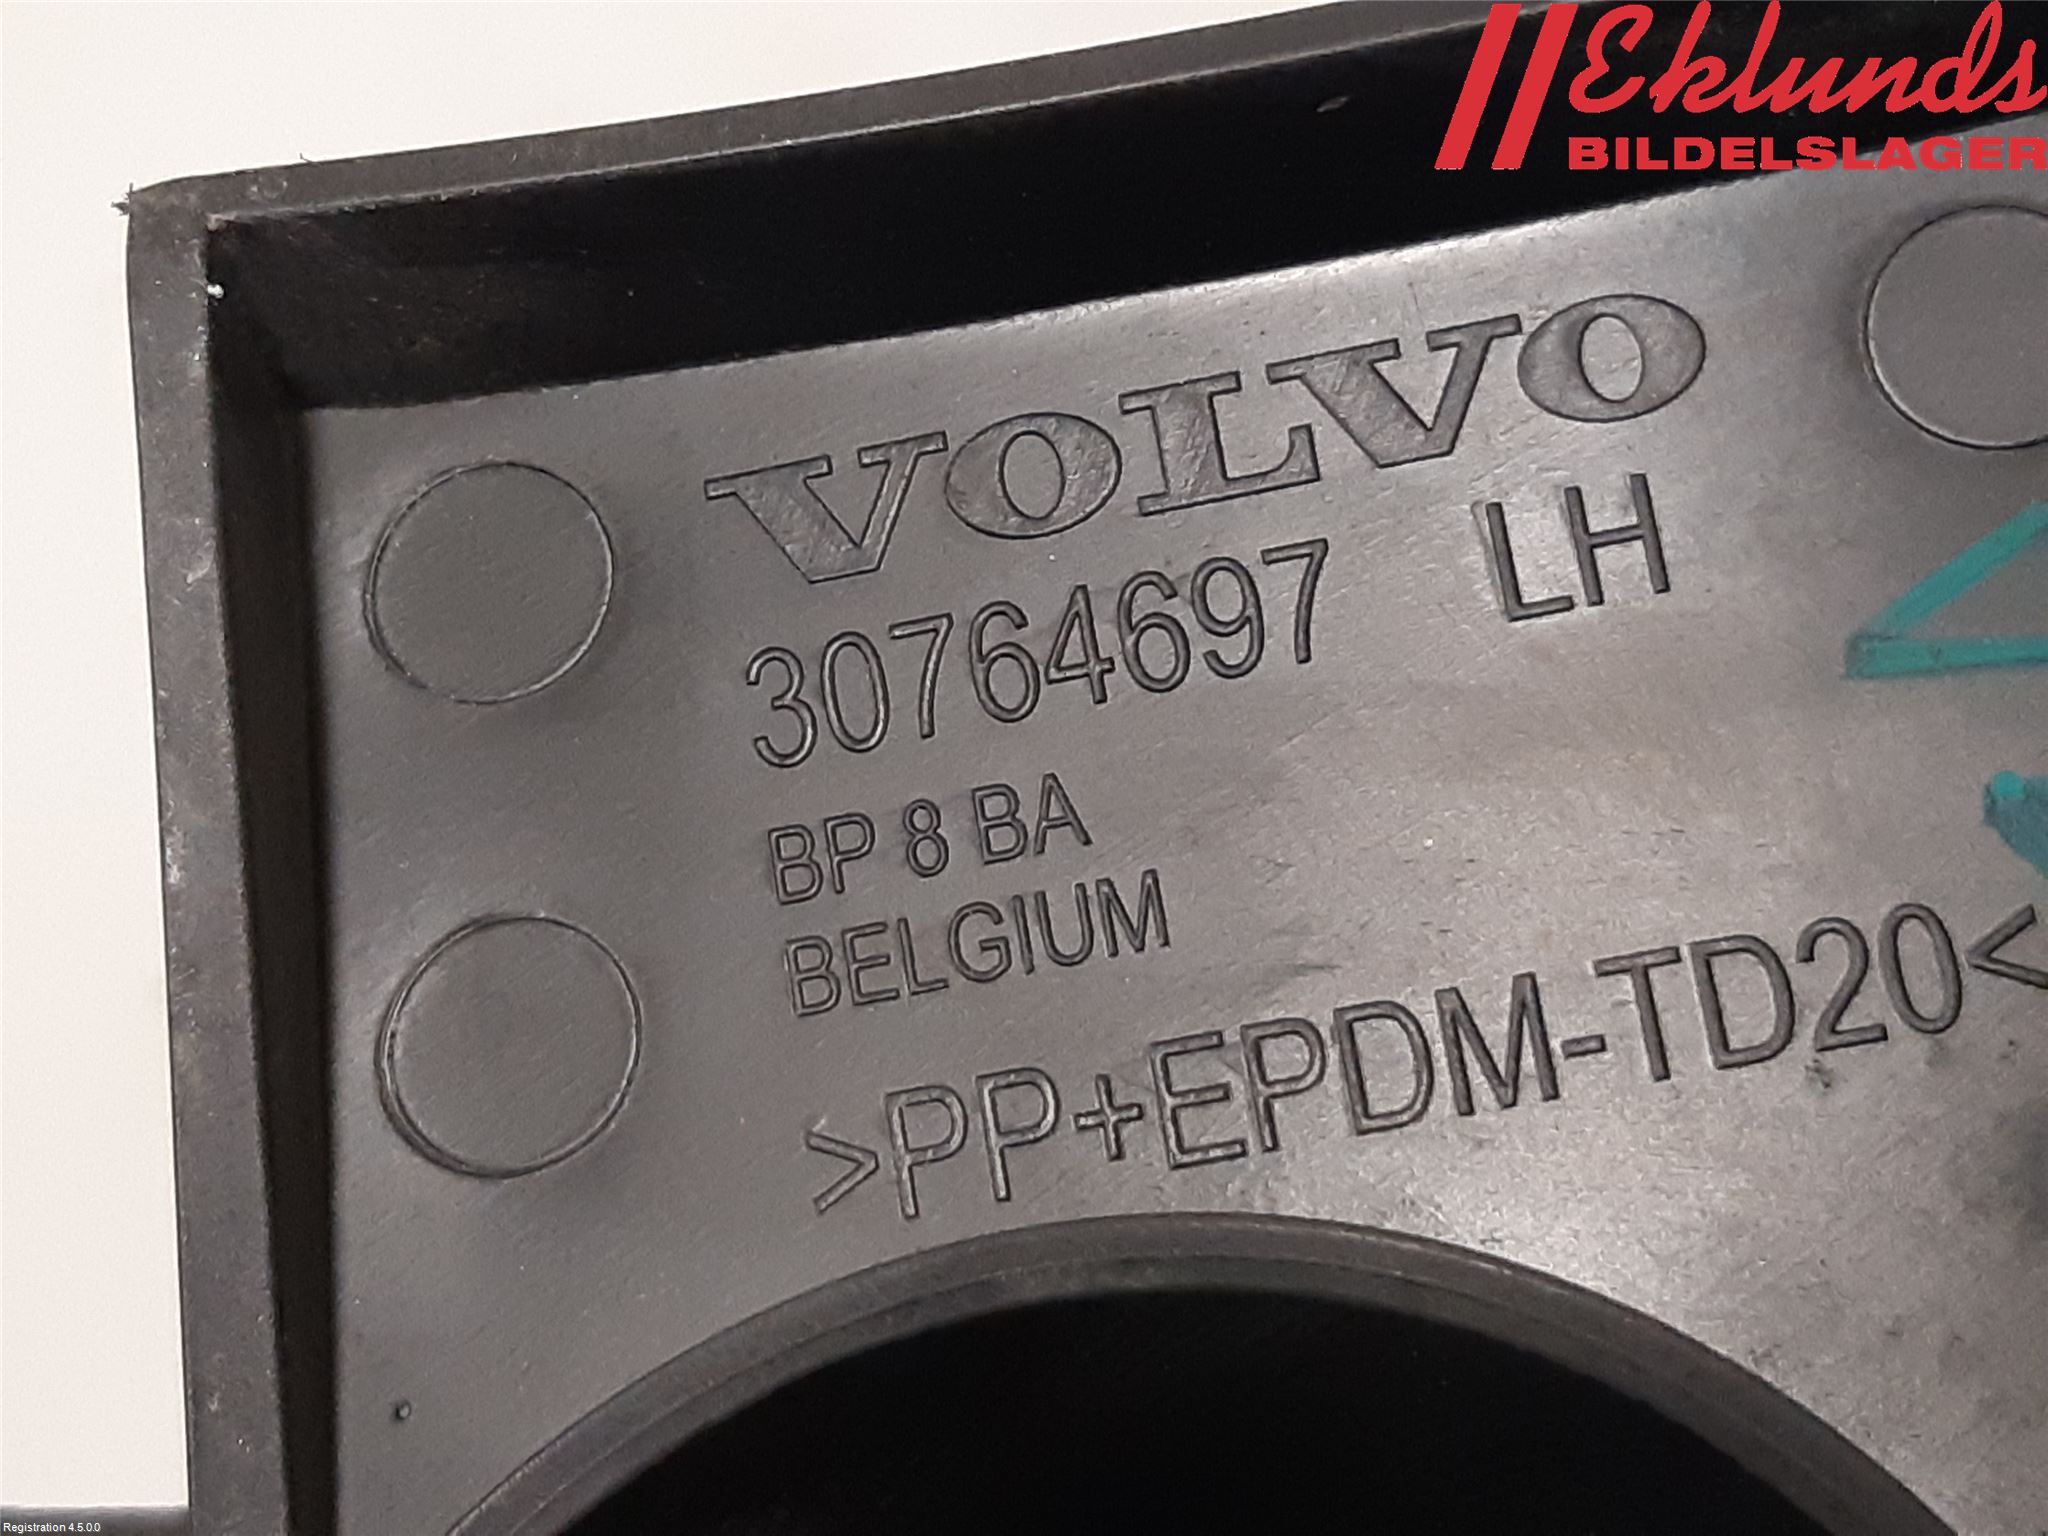 Eklunds
BILDELSLAGER
VOLVO
30764697 LH
BP 8 BA
BELGIUM
>PP+EPDM-TD20<
Registration 4.5.0.0